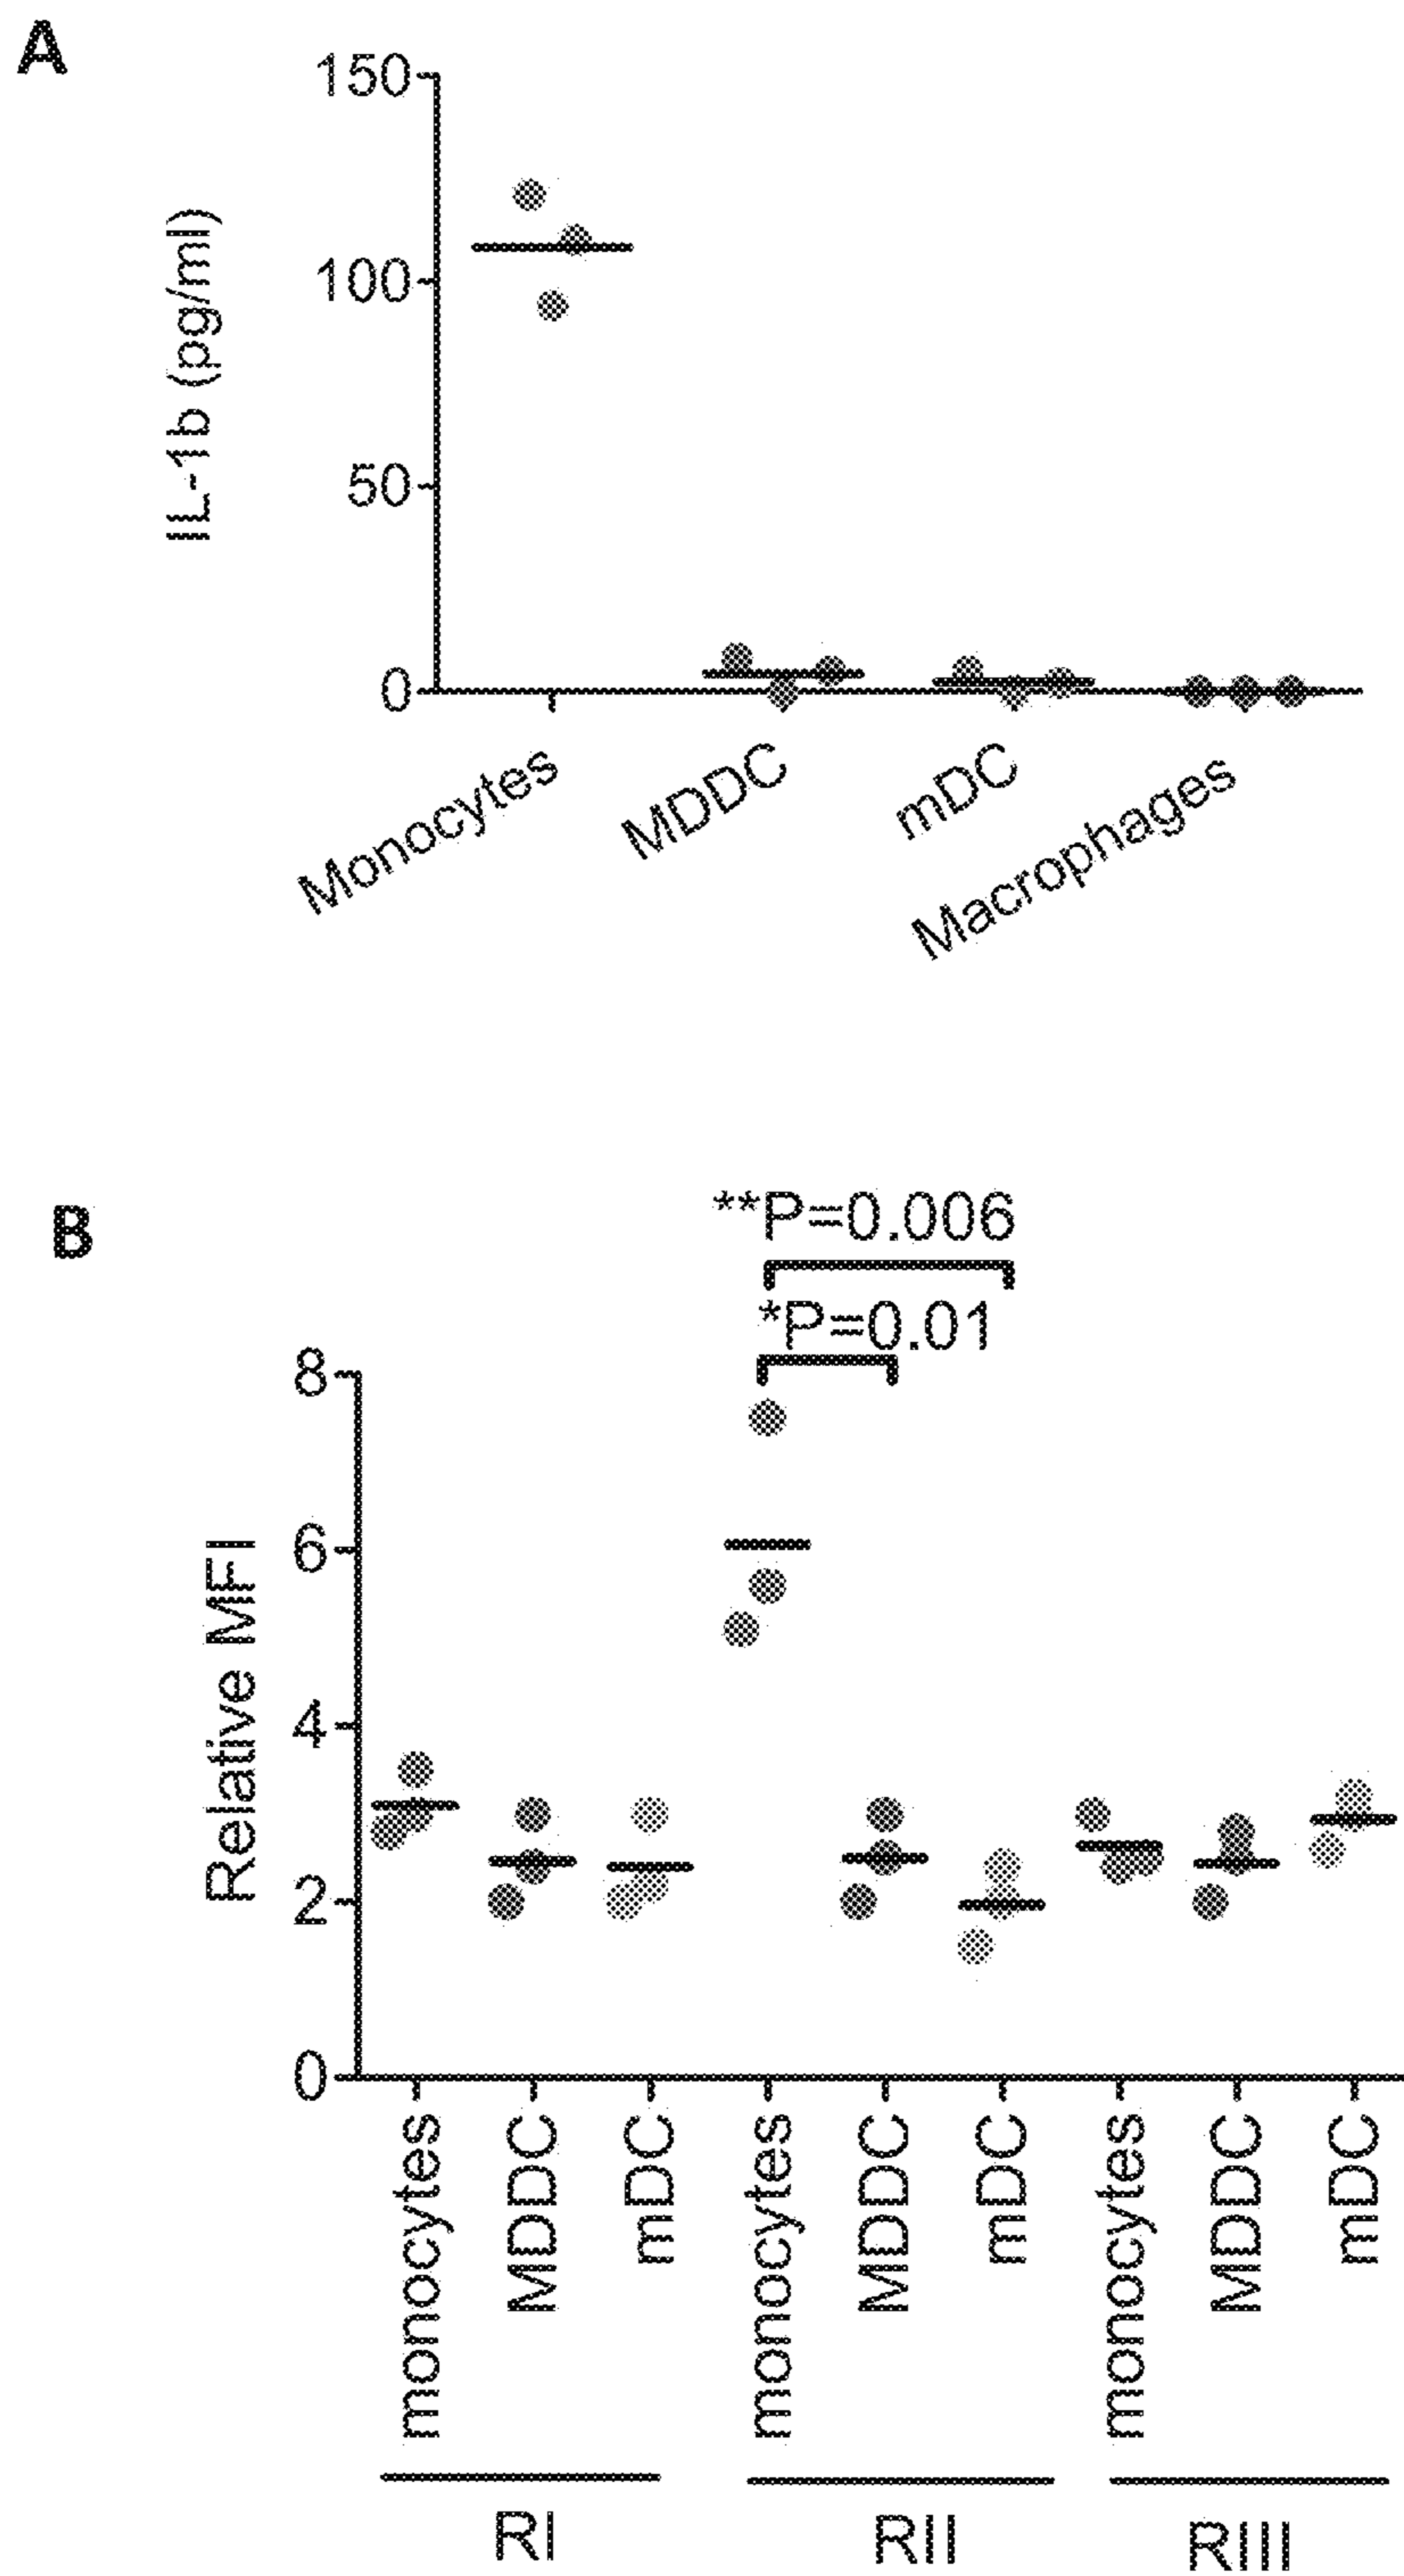 A
150
100
50
0
IL-1b (pg/ml)
Monocytes
MDDC
mDC
Macrophages
B
**P=0.006
*P=0.01
8
6
4
2
0
Relative MFI
monocytes
MDDC
mDC
monocytes
MDDC
mDC
monocytes
MDDC
mDC
RI
RII
RIII